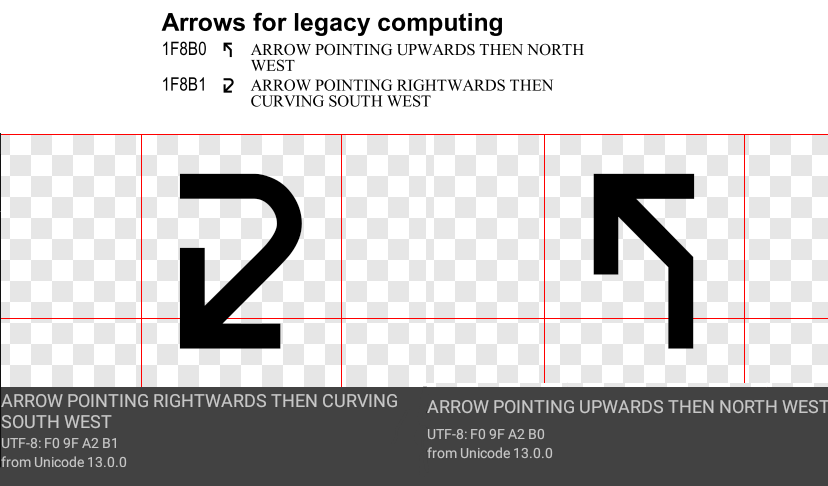 Arrows for legacy computing
1F8B0 🢰 ARROW POINTING UPWARDS THEN NORTH
WEST
1F8B1 🢱 ARROW POINTING RIGHTWARDS THEN
CURVING SOUTH WEST
ARROW POINTING RIGHTWARDS THEN CURVING
SOUTH WEST
UTF-8: F0 9F A2 B1
from Unicode 13.0.0
ARROW POINTING UPWARDS THEN NORTH WEST
UTF-8: F0 9F A2 B0
from Unicode 13.0.0